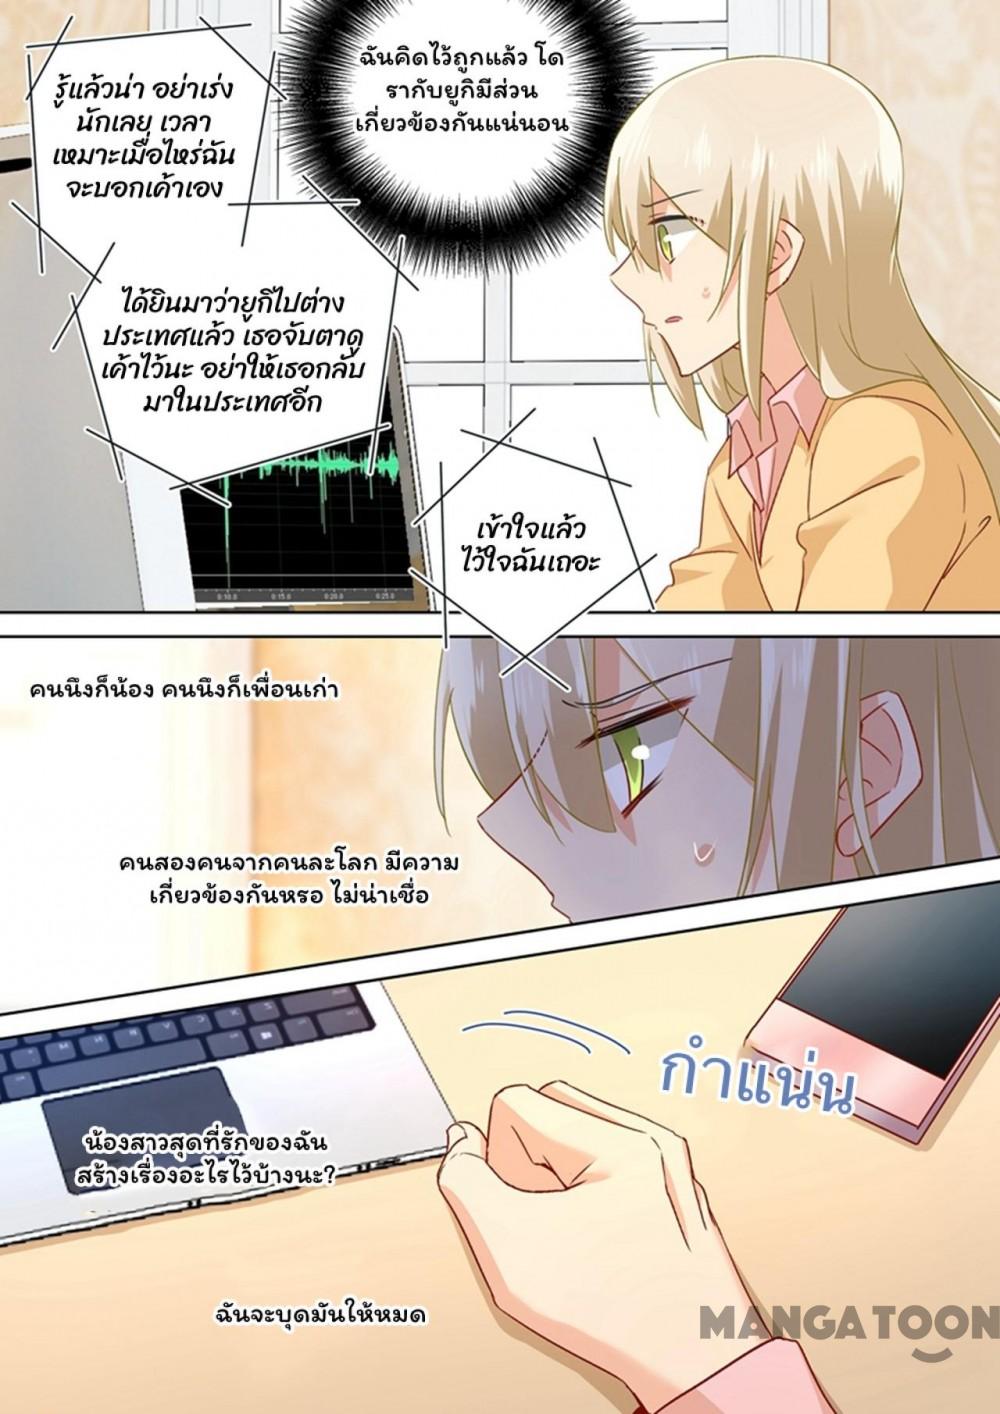 ฉันคิดไว้ถูกแล้ว โด
รากับยูกิมีส่วน
เกี่ยวข้องกันแน่นอน
รู้แล้วน่า อย่าเร่ง
นักเลย เวลา
เหมาะเมื่อไหร่ฉัน
จะบอกเค้าเอง
ได้ยินมาว่ายูกิไปต่าง
ประเทศแล้ว เธอจับตาดู
เค้าไว้นะ อย่าให้เธอกลับ
มาในประเทศอีก
เข้าใจแล้ว
ไว้ใจฉันเถอะ
0:10.0 0:15.0 0:20.0 0:25.0
คนนึงก็น้อง คนนึงก็เพื่อนเก่า
คนสองคนจากคนละโลก มีความ
เกี่ยวข้องกันหรอ ไม่น่าเชื่อ
กำแน่น
น้องสาวสุดที่รักของฉัน
สร้างเรื่องอะไรไว้บ้างนะ?
ฉันจะขุดมันให้หมด
MANGATOON